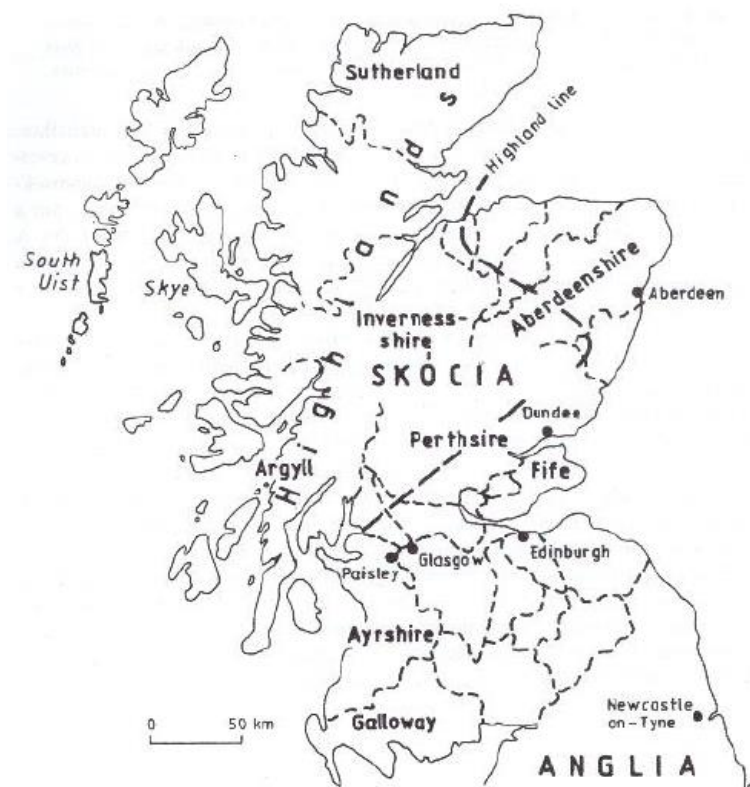 Sutherland
Highland line
Highlands
South
Uist
Skye
Aberdeenshire
Aberdeen
Inverness-
shire
SKÓCIA
Dundee
Perthsire
Fife
Argyll
Glasgow
Edinburgh
Paisley
Ayrshire
0 50 km
Galloway
Newcastle
on-Tyne
ANGLIA